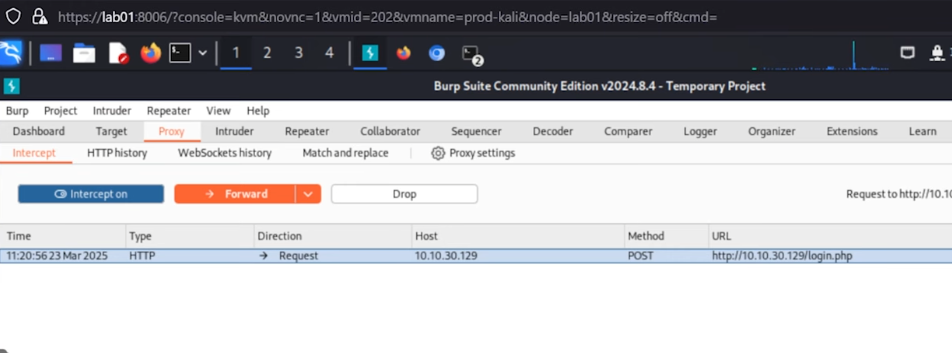 https://lab01:8006/?console=kvm&novnc=1&vmid=202&vmname=prod-kali&node=lab01&resize=off&cmd=
1 2 3 4 2
Burp Suite Community Edition v2024.8.4 - Temporary Project
Burp Project Intruder Repeater View Help
Dashboard Target Proxy Intruder Repeater Collaborator Sequencer Decoder Comparer Logger Organizer Extensions Learn
Intercept HTTP history WebSockets history Match and replace Proxy settings
Intercept on Forward Drop Request to http://10.10
Time Type Direction Host Method URL
11:20:56 23 Mar 2025 HTTP → Request 10.10.30.129 POST http://10.10.30.129/login.php